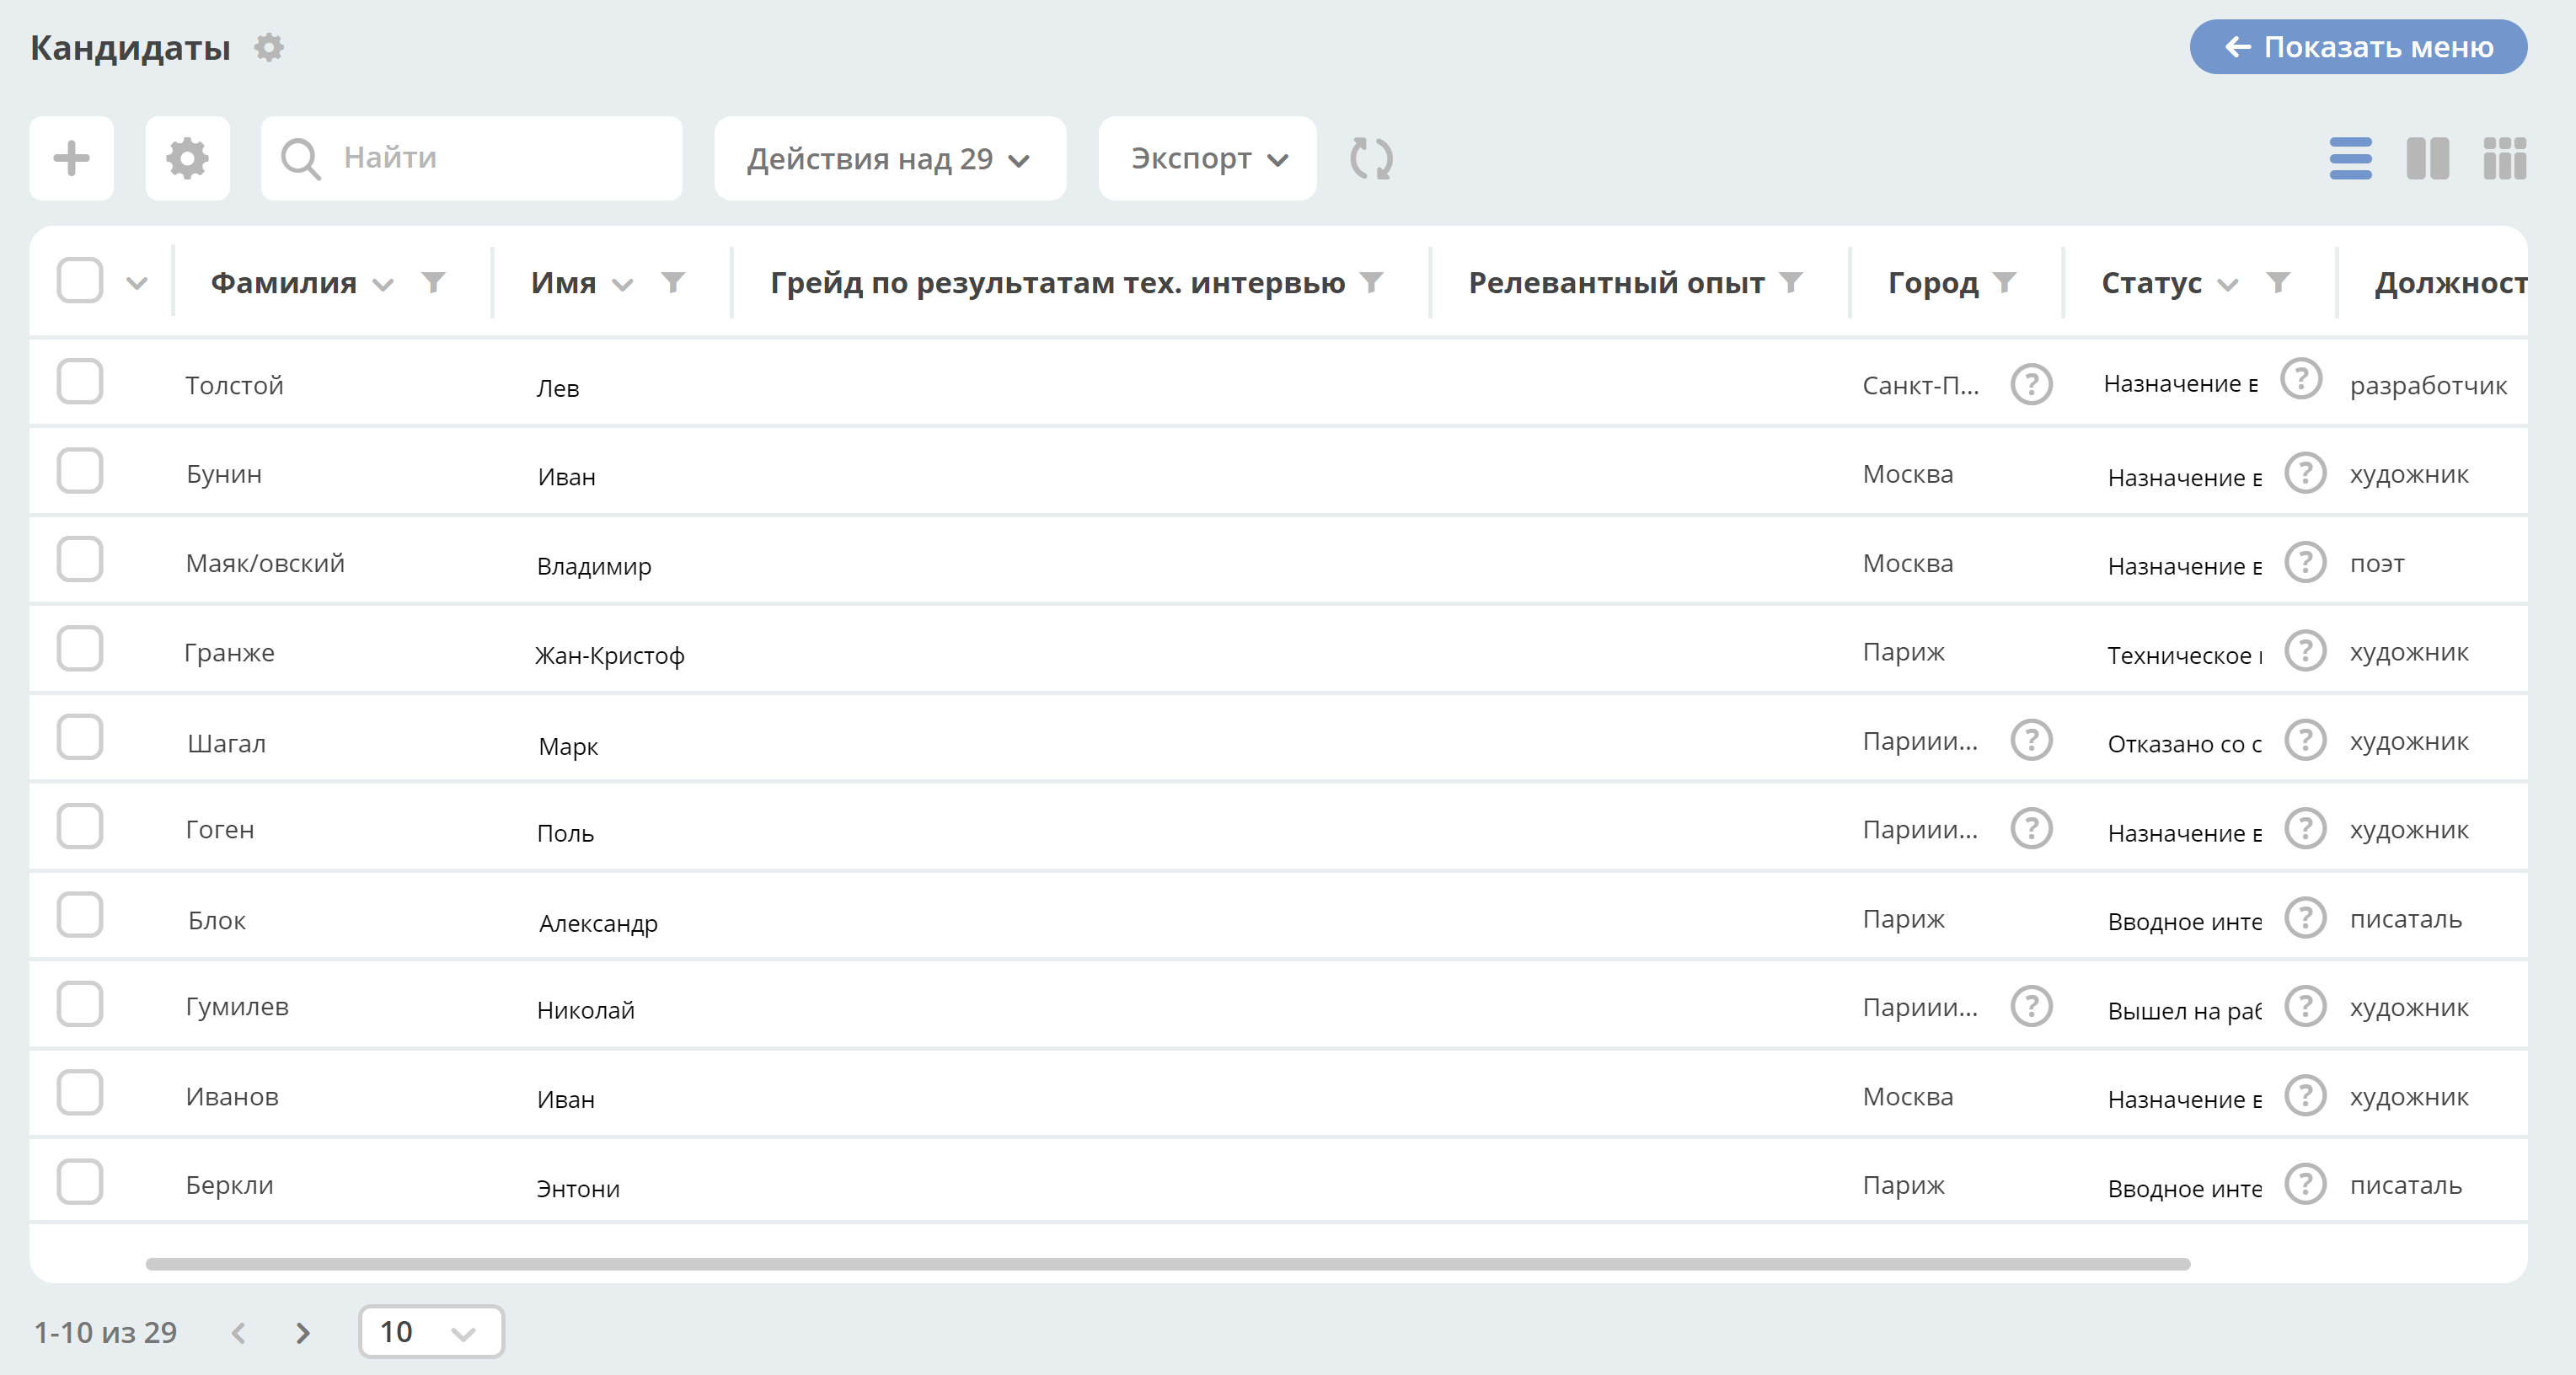 Кандидаты
Показать меню
Найти
Действия над 29
Экспорт
Фамилия Имя Грейд по результатам тех. интервью Релевантный опыт Город Статус Должност
Толстой Лев Санкт-П... ? Назначение в ? разработчик
Бунин Иван Москва Назначение в ? художник
Маяк/овский Владимир Москва Назначение в ? поэт
Гранже Жан-Кристоф Париж Техническое ? художник
Шагал Марк Париии... ? Отказано со с ? художник
Гоген Поль Париии... ? Назначение в ? художник
Блок Александр Париж Вводное инте ? писаталь
Гумилев Николай Париии... ? Вышел на раб ? художник
Иванов Иван Москва Назначение в ? художник
Беркли Энтони Париж Вводное инте ? писаталь
1-10 из 29 10